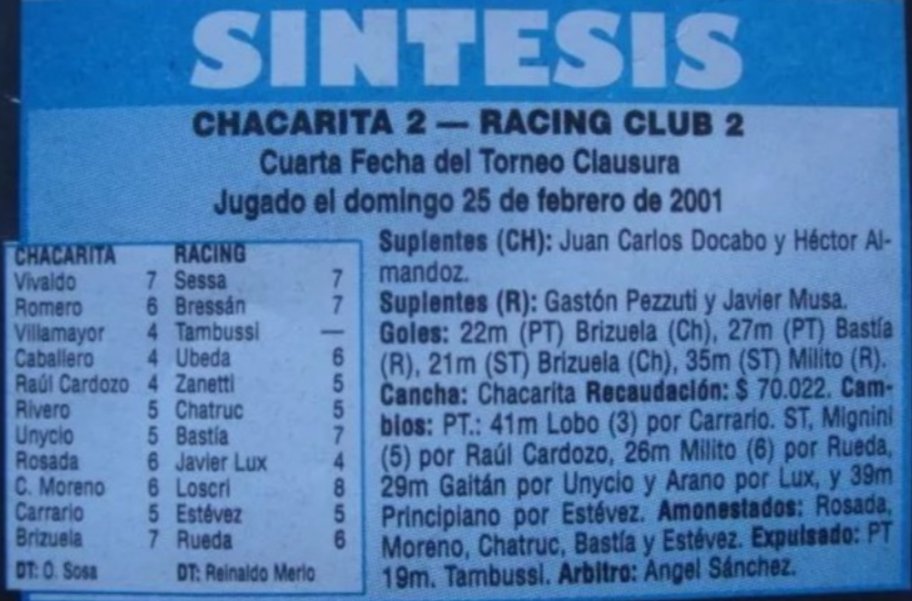 SINTESIS
CHACARITA 2 — RACING CLUB 2
Cuarta Fecha del Torneo Clausura
Jugado el domingo 25 de febrero de 2001
CHACARITA RACING
Vivaldo 7 Sessa 7
Romero 6 Bressán 7
Villamayor 4 Tambussi —
Caballero 4 Ubeda 6
Raúl Cardozo 4 Zanetti 5
Rivero 5 Chatruc 5
Unycio 5 Bastía 7
Rosada 6 Javier Lux 4
C. Moreno 6 Loscri 8
Carrario 5 Estévez 5
Brizuela 7 Rueda 6
DT: O. Sosa DT: Reinaldo Merlo
Suplentes (CH): Juan Carlos Docabo y Héctor Al-
mandoz.
Suplentes (R): Gastón Pezzuti y Javier Musa.
Goles: 22m (PT) Brizuela (Ch), 27m (PT) Bastía
(R), 21m (ST) Brizuela (Ch), 35m (ST) Milito (R).
Cancha: Chacarita Recaudación: $ 70.022. Cam-
bios: PT.: 41m Lobo (3) por Carrario. ST, Mignini
(5) por Raúl Cardozo, 26m Milito (6) por Rueda,
29m Gaitán por Unycio y Arano por Lux, y 39m
Principiano por Estévez. Amonestados: Rosada,
Moreno, Chatruc, Bastía y Estévez. Expulsado: PT
19m. Tambussi. Arbitro: Angel Sánchez.